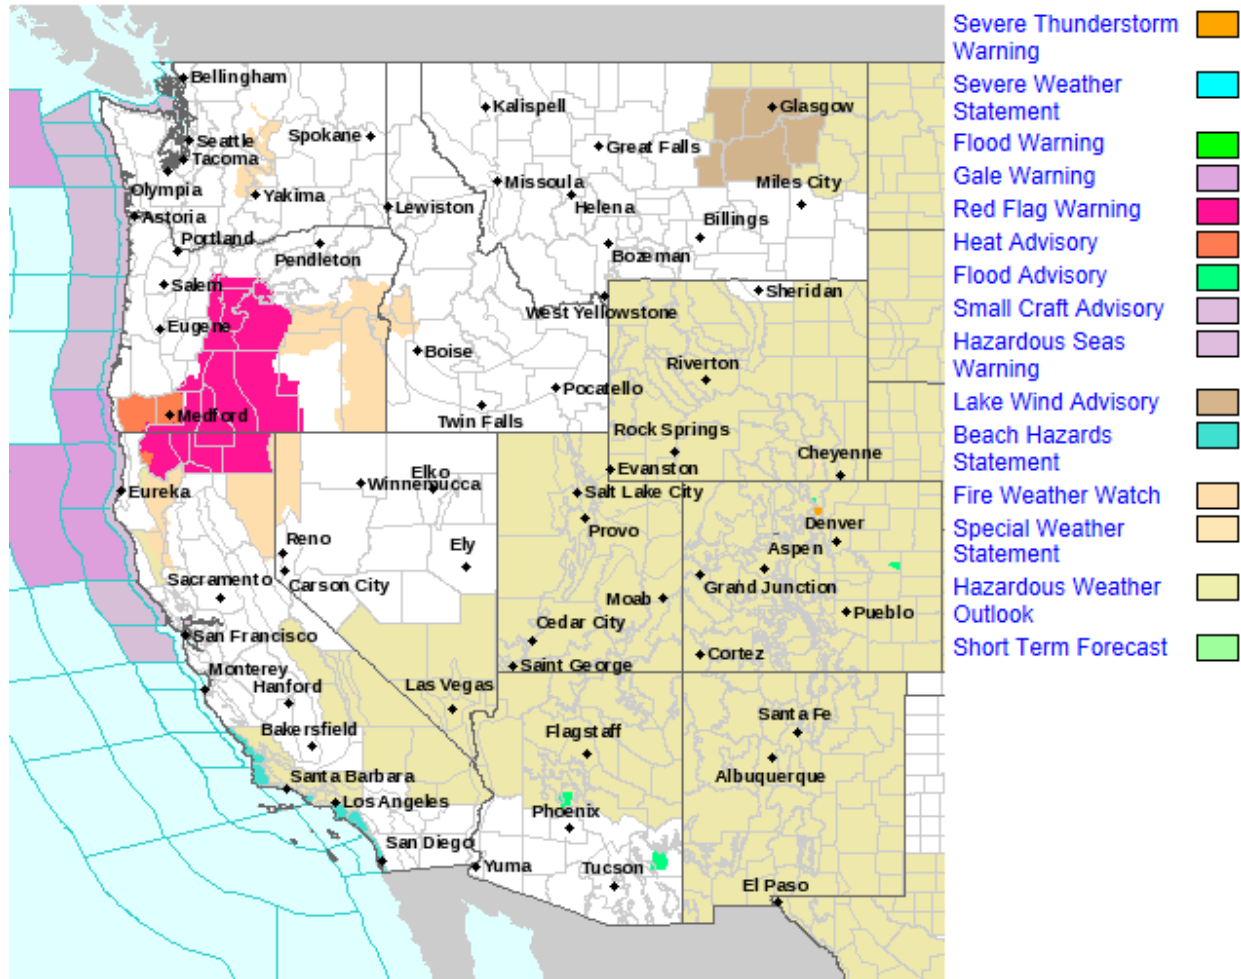 Bellingham
Kalispell
Glasgow
Seattle
Spokane
Great Falls
Tacoma
Olympia
Yakima
Missoula
Miles City
Astoria
Lewiston
Helena
Billings
Portland
Pendleton
Bozeman
Salem
Sheridan
West Yellowstone
Eugene
Boise
Riverton
Pocatello
Medford
Twin Falls
Rock Springs
Cheyenne
Evanston
Elko
Winnemucca
Eureka
Salt Lake City
Provo
Denver
Reno
Ely
Aspen
Sacramento
Carson City
Grand Junction
Moab
Pueblo
Cedar City
San Francisco
Cortez
Saint George
Monterey
Hanford
Las Vegas
Santa Fe
Bakersfield
Flagstaff
Albuquerque
Santa Barbara
Los Angeles
Phoenix
San Diego
Yuma
Tucson
El Paso
Severe Thunderstorm
Warning
Severe Weather
Statement
Flood Warning
Gale Warning
Red Flag Warning
Heat Advisory
Flood Advisory
Small Craft Advisory
Hazardous Seas
Warning
Lake Wind Advisory
Beach Hazards
Statement
Fire Weather Watch
Special Weather
Statement
Hazardous Weather
Outlook
Short Term Forecast